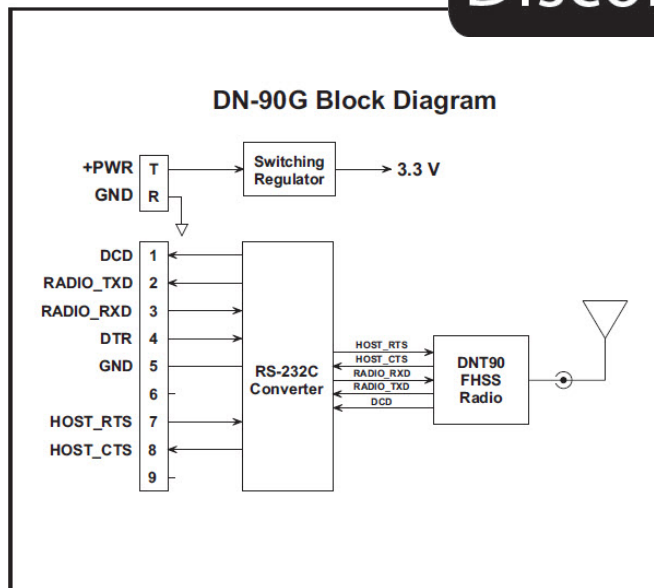 DN-90G Block Diagram
+PWR T
GND R
Switching
Regulator
3.3 V
DCD 1
RADIO_TXD 2
RADIO_RXD 3
DTR 4
GND 5
6
HOST_RTS 7
HOST_CTS 8
9
RS-232C
Converter
HOST_RTS
HOST_CTS
RADIO_RXD
RADIO_TXD
DCD
DNT90
FHSS
Radio